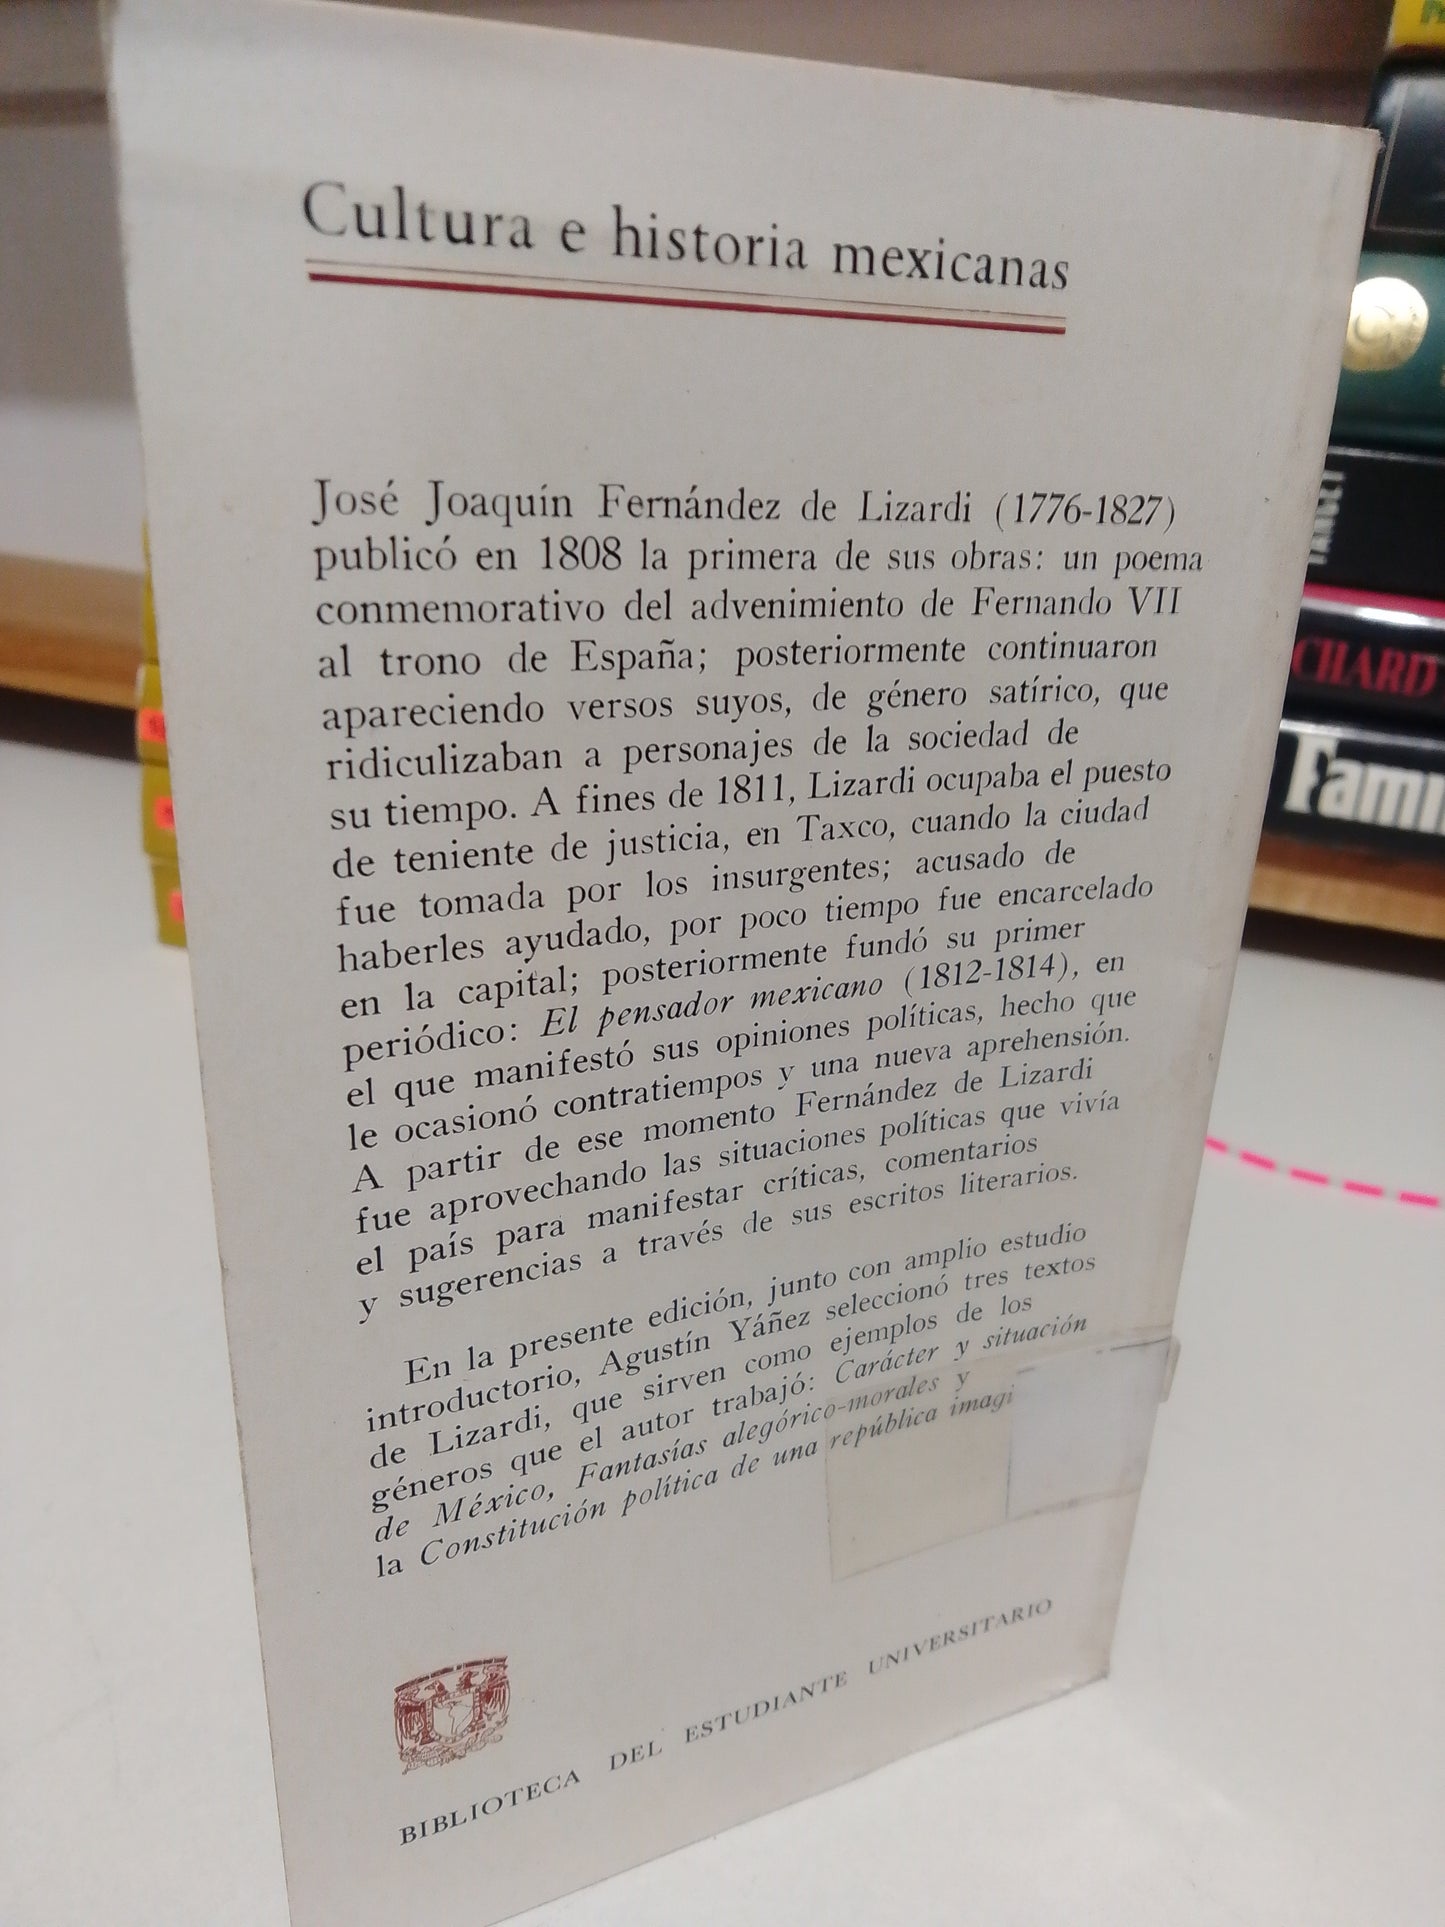 Cultura e historia mexicanas
José Joaquín Fernández de Lizardi (1776-1827)
publicó en 1808 la primera de sus obras: un poema
conmemorativo del advenimiento de Fernando VII
al trono de España; posteriormente continuaron
apareciendo versos suyos, de género satírico, que
ridiculizaban a personajes de la sociedad de
su tiempo. A fines de 1811, Lizardi ocupaba el puesto
de teniente de justicia, en Taxco, cuando la ciudad
fue tomada por los insurgentes; acusado de
haberles ayudado, por poco tiempo fue encarcelado
en la capital; posteriormente fundó su primer
periódico: El pensador mexicano (1812-1814), en
el que manifestó sus opiniones políticas, hecho que
le ocasionó contratiempos y una nueva aprehensión.
A partir de ese momento Fernández de Lizardi
fue aprovechando las situaciones políticas que vivía
el país para manifestar críticas, comentarios
y sugerencias a través de sus escritos literarios.
En la presente edición, junto con amplio estudio
introductorio, Agustín Yáñez seleccionó tres textos
de Lizardi, que sirven como ejemplos de los
géneros que el autor trabajó: Carácter y situación
de México, Fantasías alegórico-morales y
la Constitución política de una república imagi
BIBLIOTECA DEL ESTUDIANTE UNIVERSITARIO
CHARD
Fami